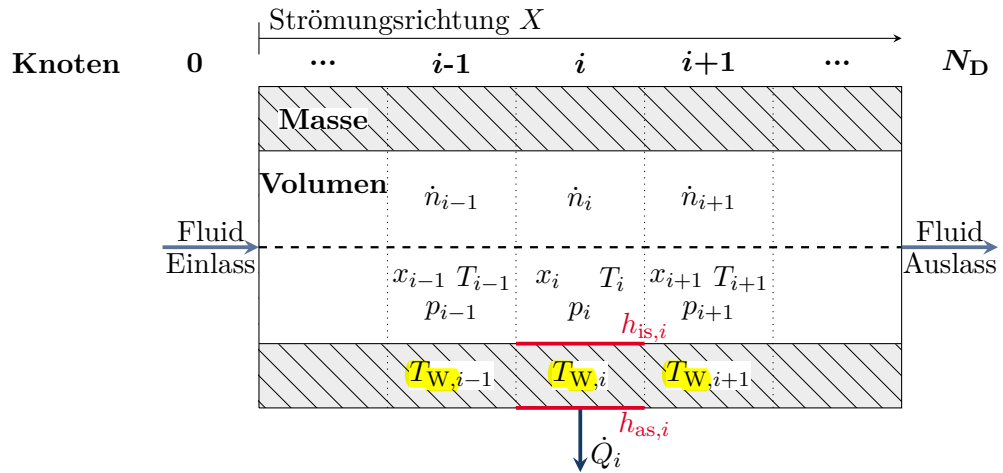 Strömungsrichtung X
Knoten 0 ... i-1 i i+1 ... N_D
Masse
Volumen
ṅ_{i−1} ṅ_i ṅ_{i+1}
Fluid Fluid
Einlass Auslass
x_{i−1} T_{i−1} x_i T_i x_{i+1} T_{i+1}
p_{i−1} p_i p_{i+1}
h_{is,i}
T_{W,i−1} T_{W,i} T_{W,i+1}
h_{as,i}
Q̇_i